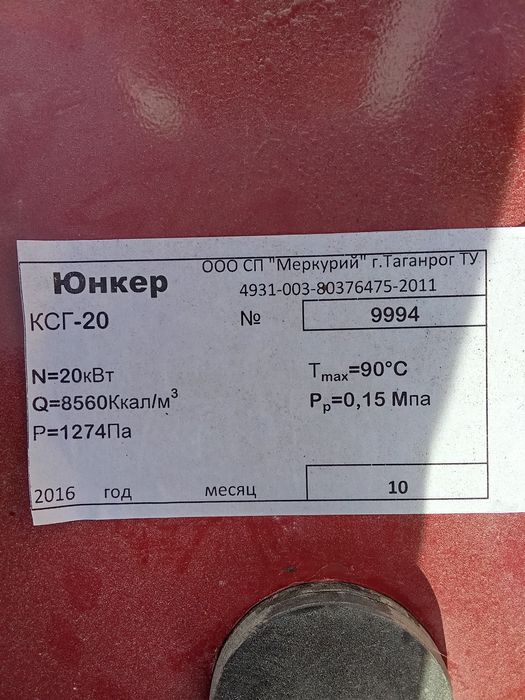 Юнкер
ООО СП "Меркурий" г.Таганрог ТУ
4931-003-80376475-2011
КСГ-20 № 9994
N=20кВт Tmax=90°С
Q=8560Ккал/м³ Рр=0,15 Мпа
Р=1274Па
2016 год месяц 10